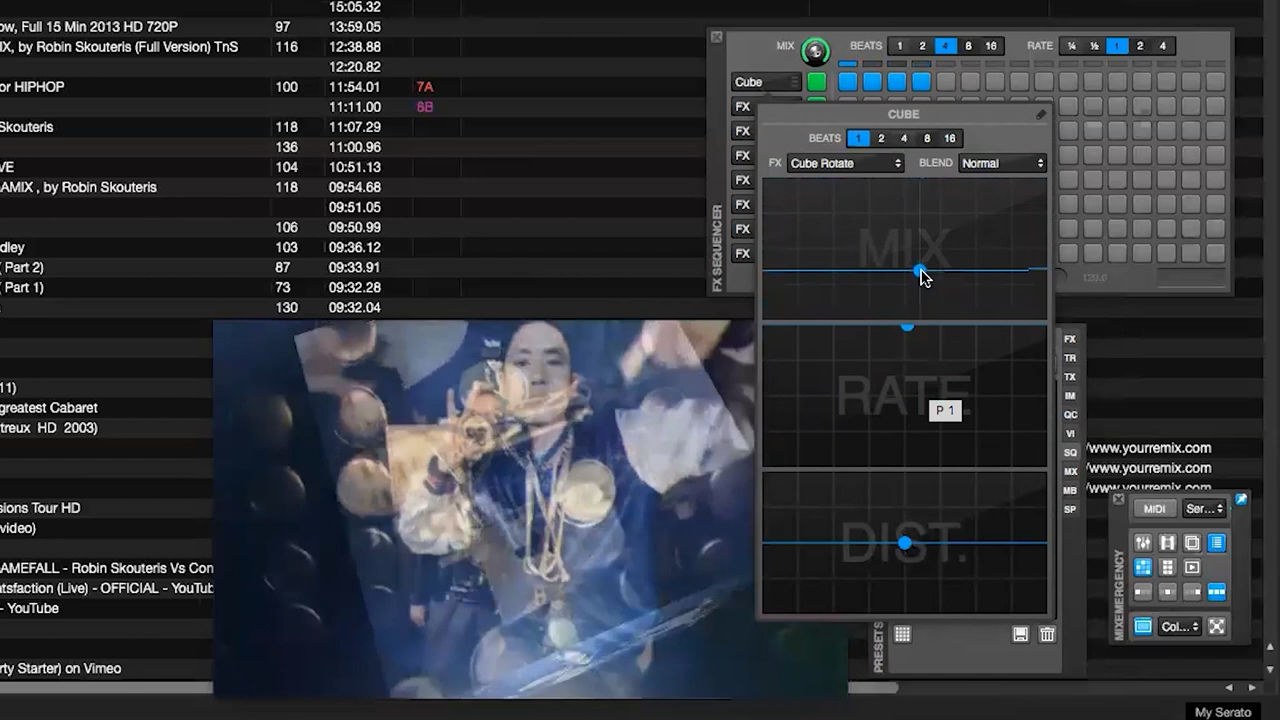 15:05.32
ow, Full 15 Min 2013 HD 720P 97 13:59.05
IX, by Robin Skouteris (Full Version) TnS 116 12:38.88
12:20.82
or HIPHOP 100 11:54.01 7A
11:11.00 6B
Skouteris 118 11:07.29
136 11:00.96
VE 104 10:51.13
AMIX , by Robin Skouteris 118 09:54.68
09:51.05
106 09:50.99
dley 103 09:36.12
( Part 2) 87 09:33.91
( Part 1) 73 09:32.28
s 130 09:32.04
11)
greatest Cabaret
treux HD 2003)
sions Tour HD
video)
AMEFALL - Robin Skouteris Vs Con
atsfaction (Live) - OFFICIAL - YouTub
- YouTube
rty Starter) on Vimeo
MIX BEATS 1 2 4 8 16 RATE ¼ ½ 1 2 4
Cube
FX
FX
FX
FX
FX
FX
FX
FX SEQUENCER
120.0
CUBE
BEATS 1 2 4 8 16
FX Cube Rotate BLEND Normal
MIX
RATE
P 1
DIST.
FX
TR
TX
IM
QC
VI
SQ
MX
MB
SP
PRESETS
/www.yourremix.com
/www.yourremix.com
/www.yourremix.com
MIDI Ser...
MIXEMERGENCY
Col...
My Serato